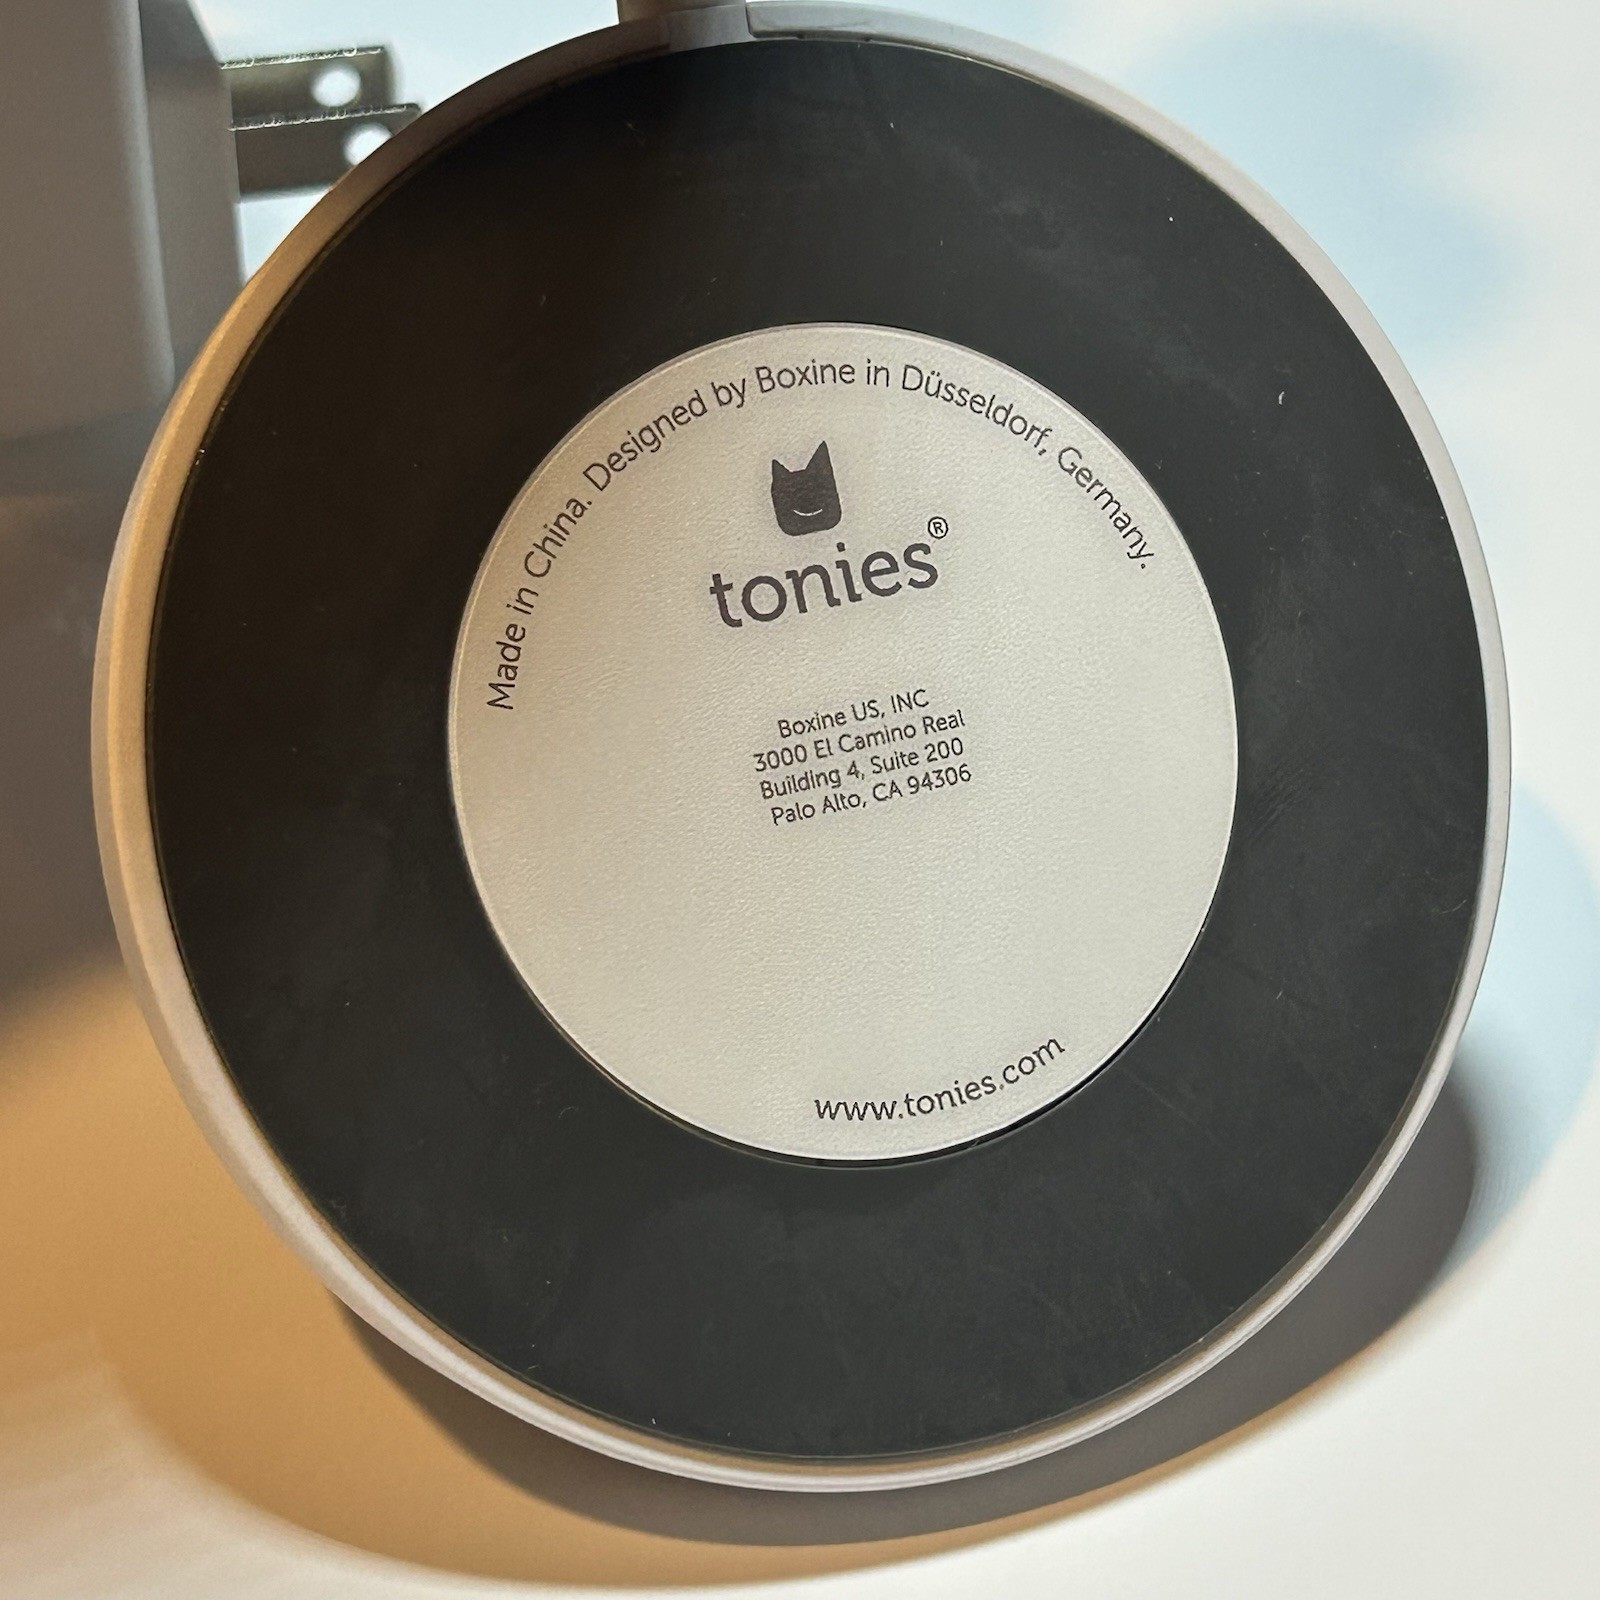 Made in China. Designed by Boxine in Düsseldorf, Germany.
tonies®
Boxine US, INC
3000 El Camino Real
Building 4, Suite 200
Palo Alto, CA 94306
www.tonies.com